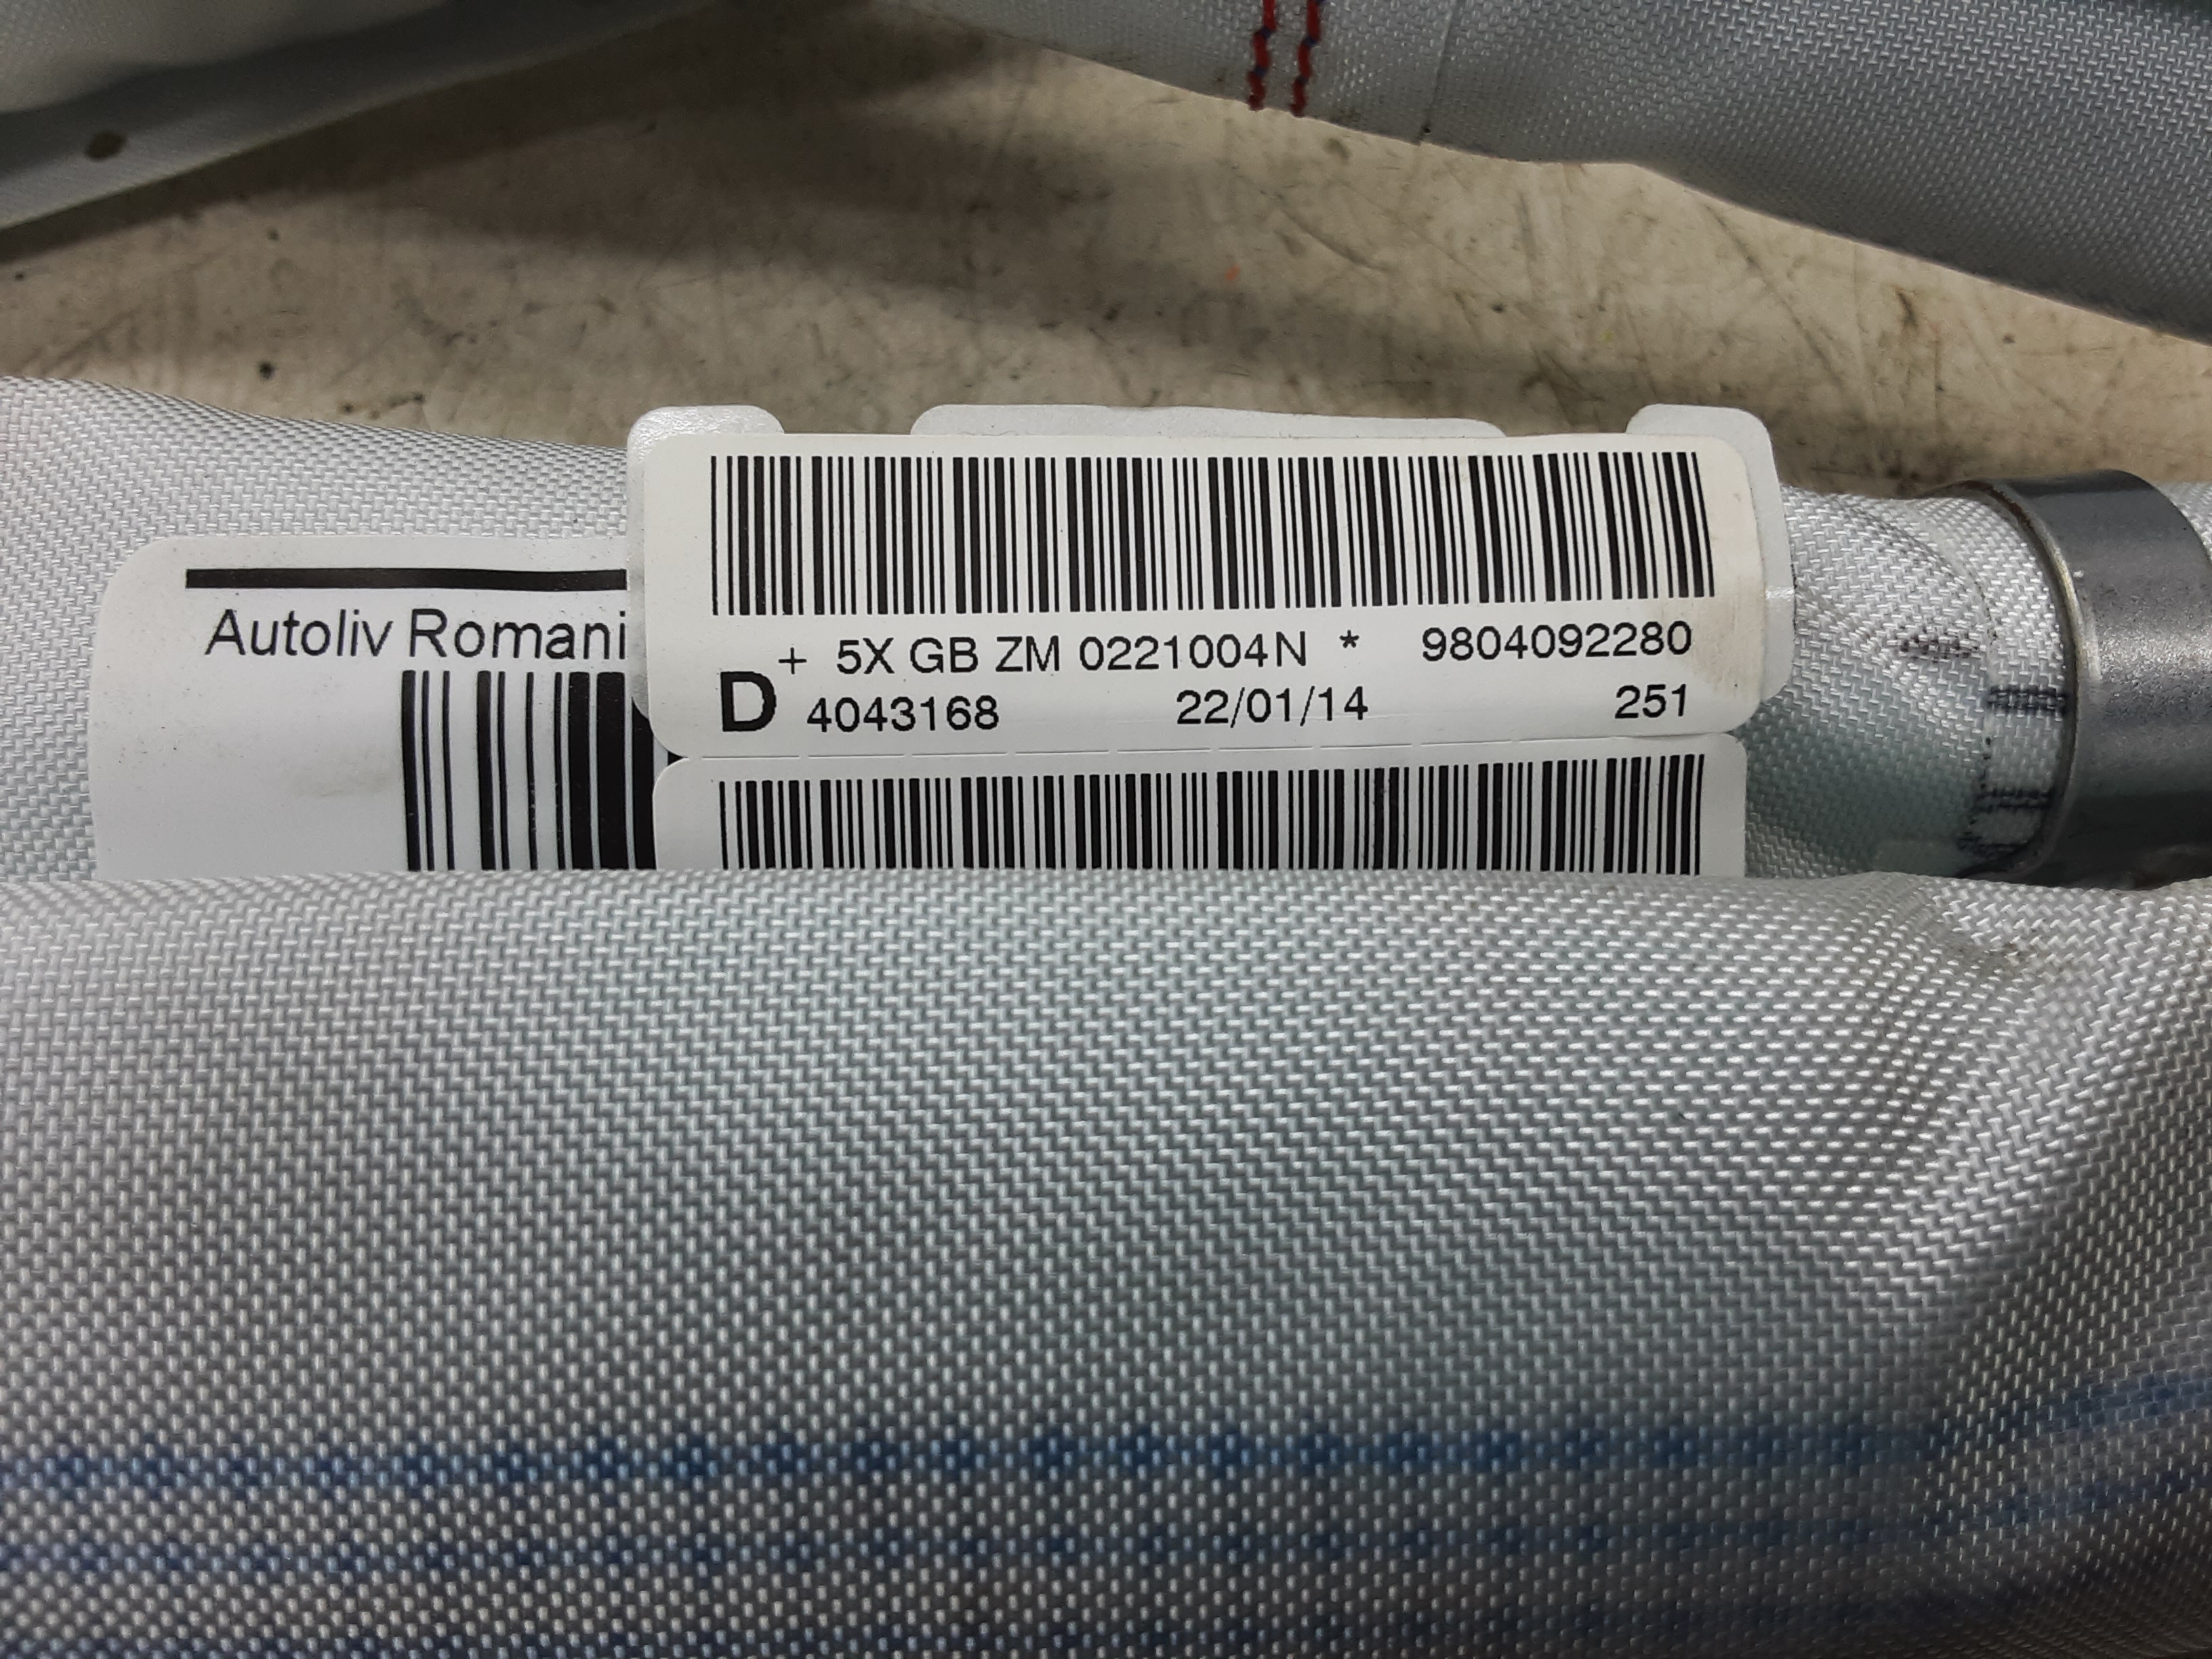 Autoliv Romani
+ 5X GB ZM 0221004N * 9804092280
D 4043168 22/01/14 251